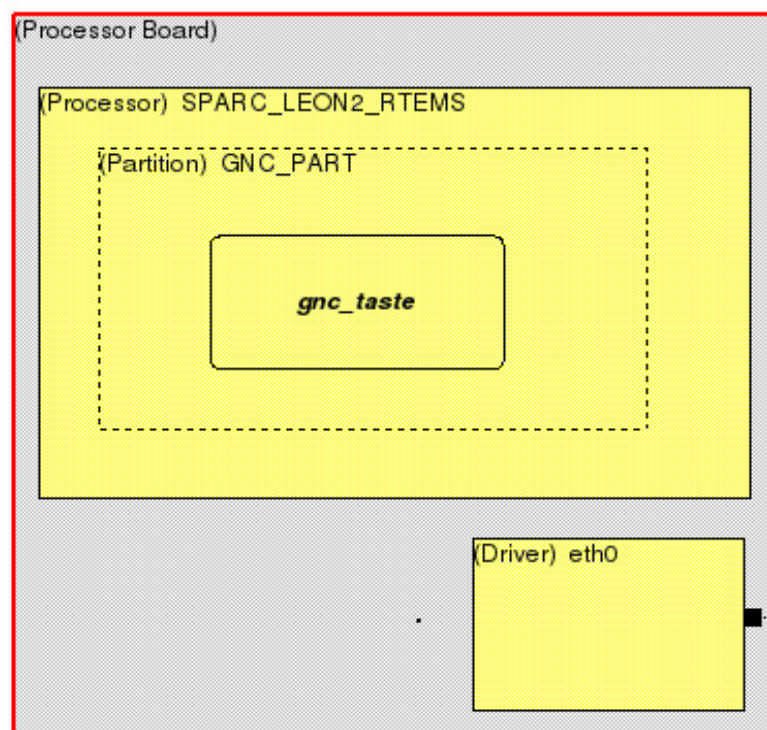 (Processor Board)
(Processor) SPARC_LEON2_RTEMS
(Partition) GNC_PART
gnc_taste
(Driver) eth0